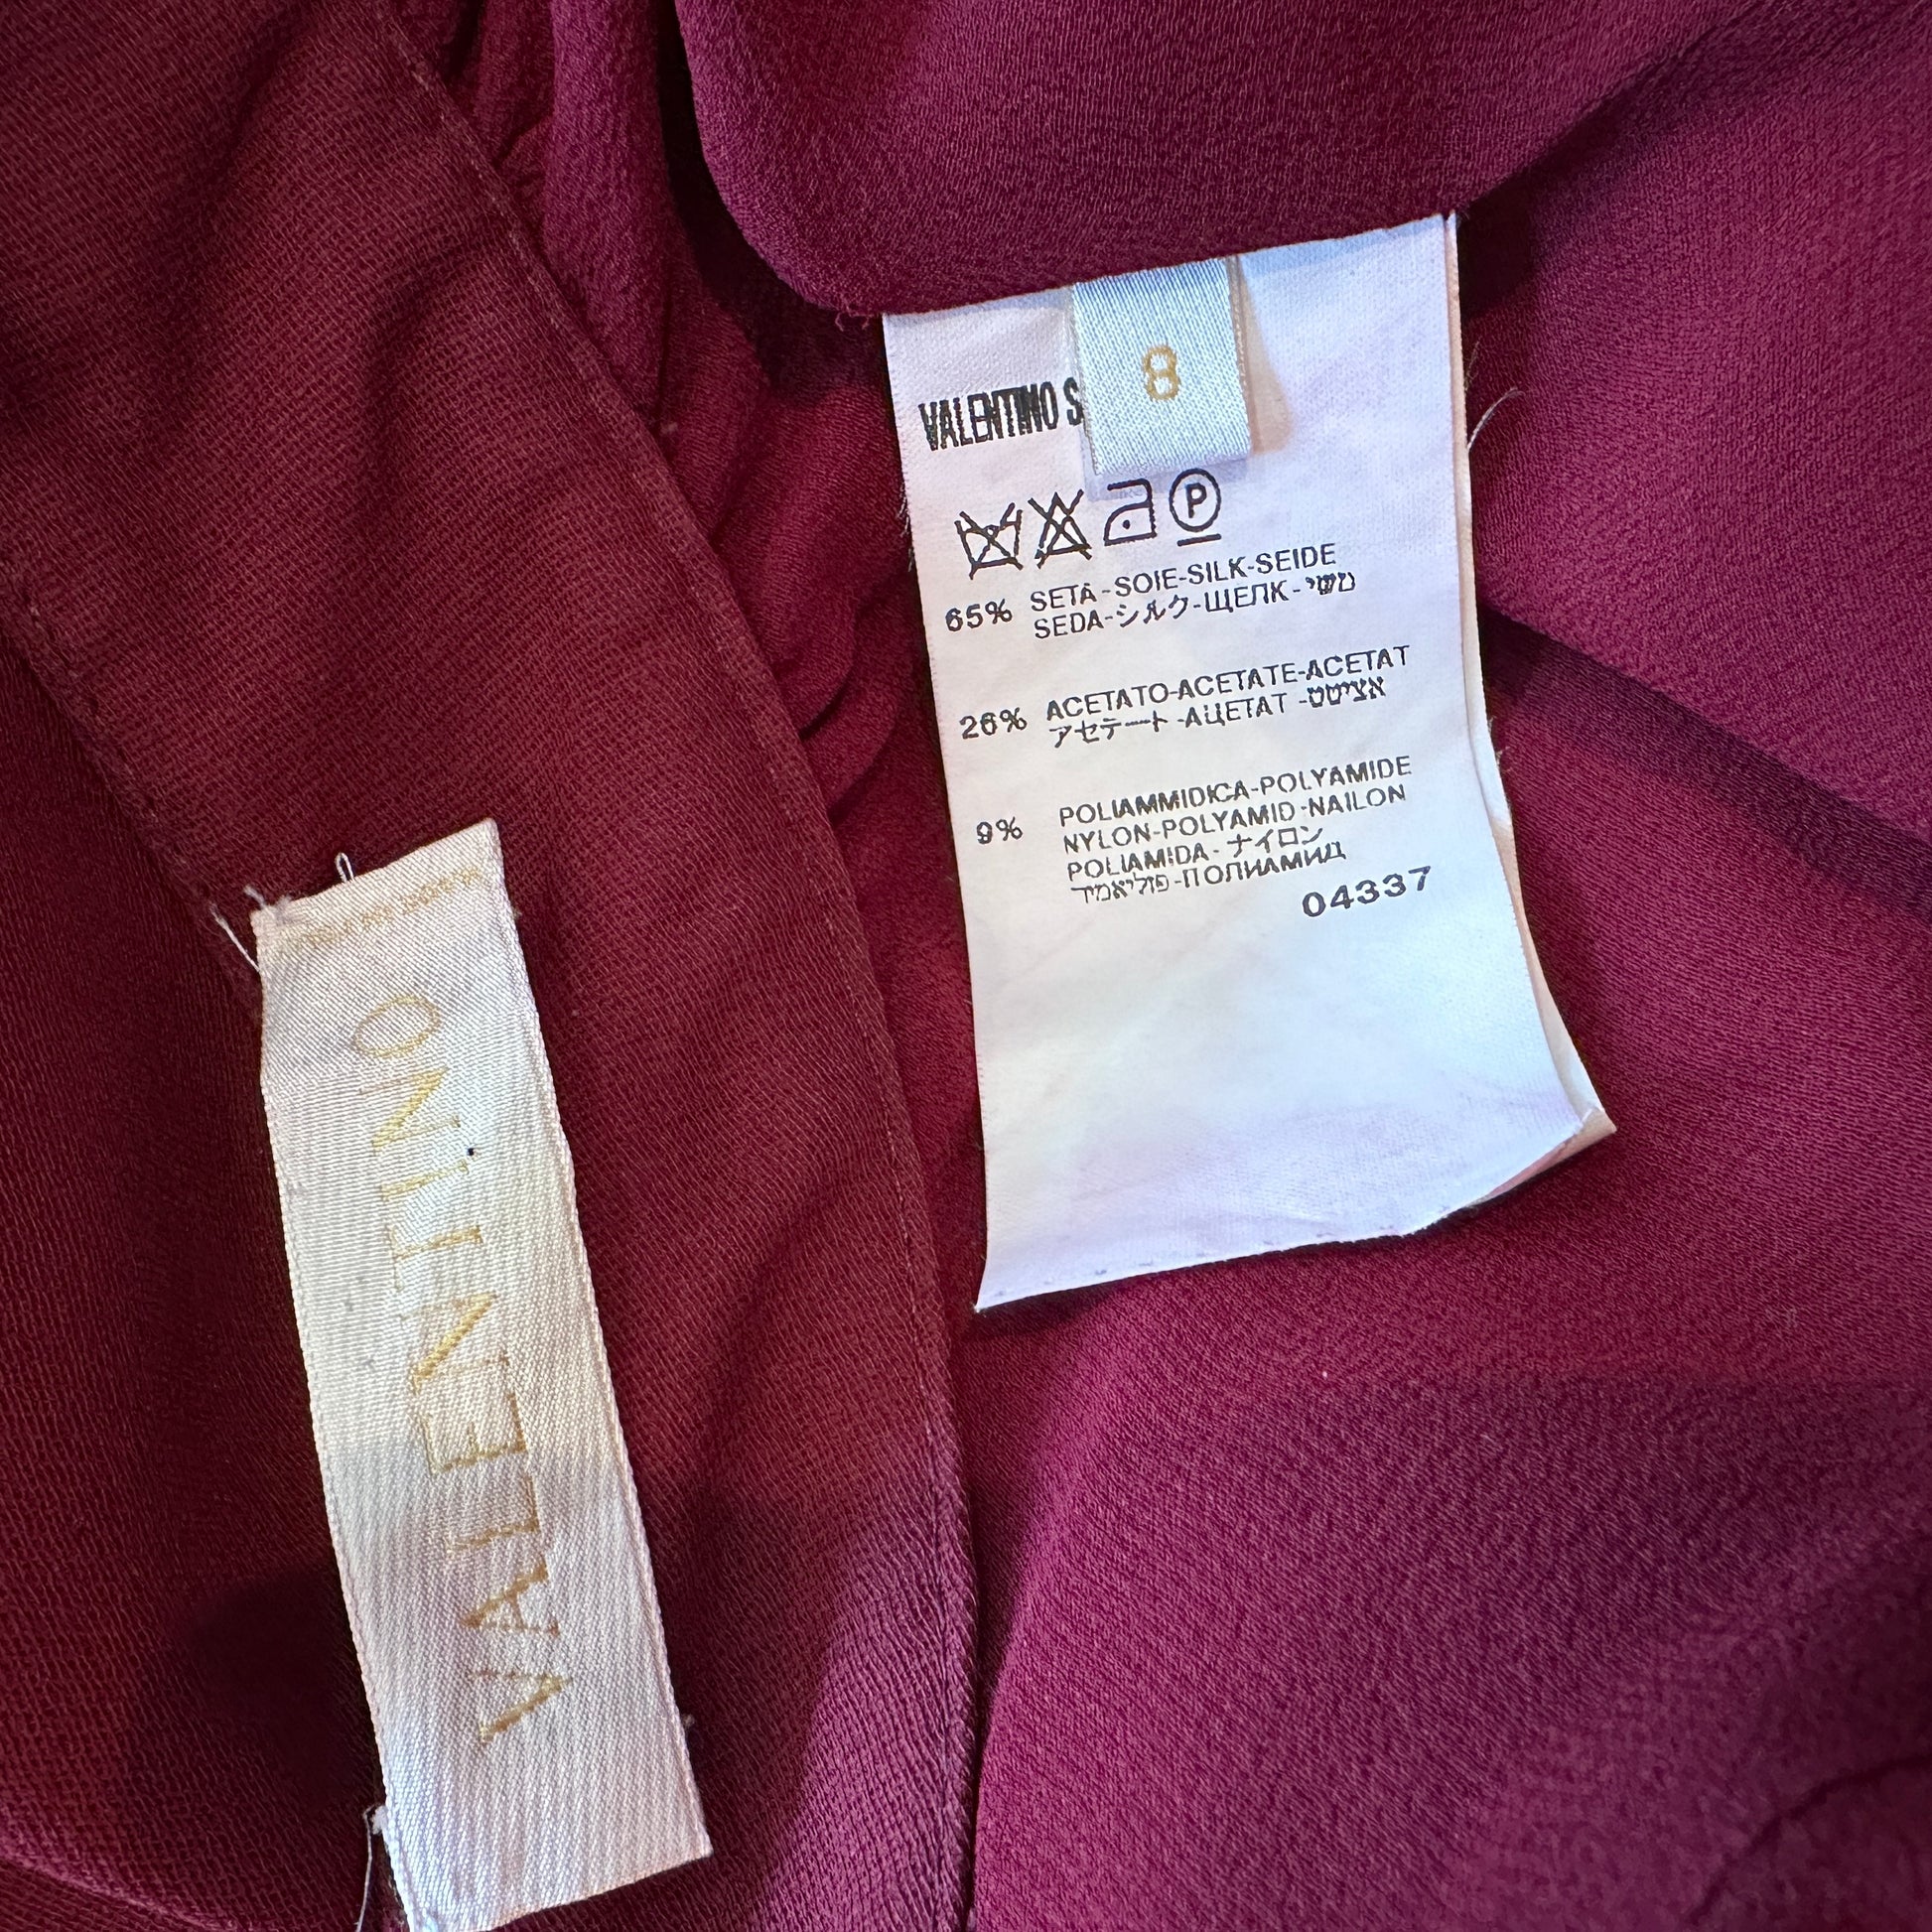 VALENTINO S
8
P
65% SETA-SOIE-SILK-SEIDE
SEDA-シルク-ШЕЛК-משי
26% ACETATO-ACETATE-ACETAT
アセテート-АЦЕТАТ-אצטט
9% POLIAMMIDICA-POLYAMIDE
NYLON-POLYAMID-NAILON
POLIAMIDA-ナイロン
פוליאמיד-ПОЛИАМИД
04337
VALENTINO